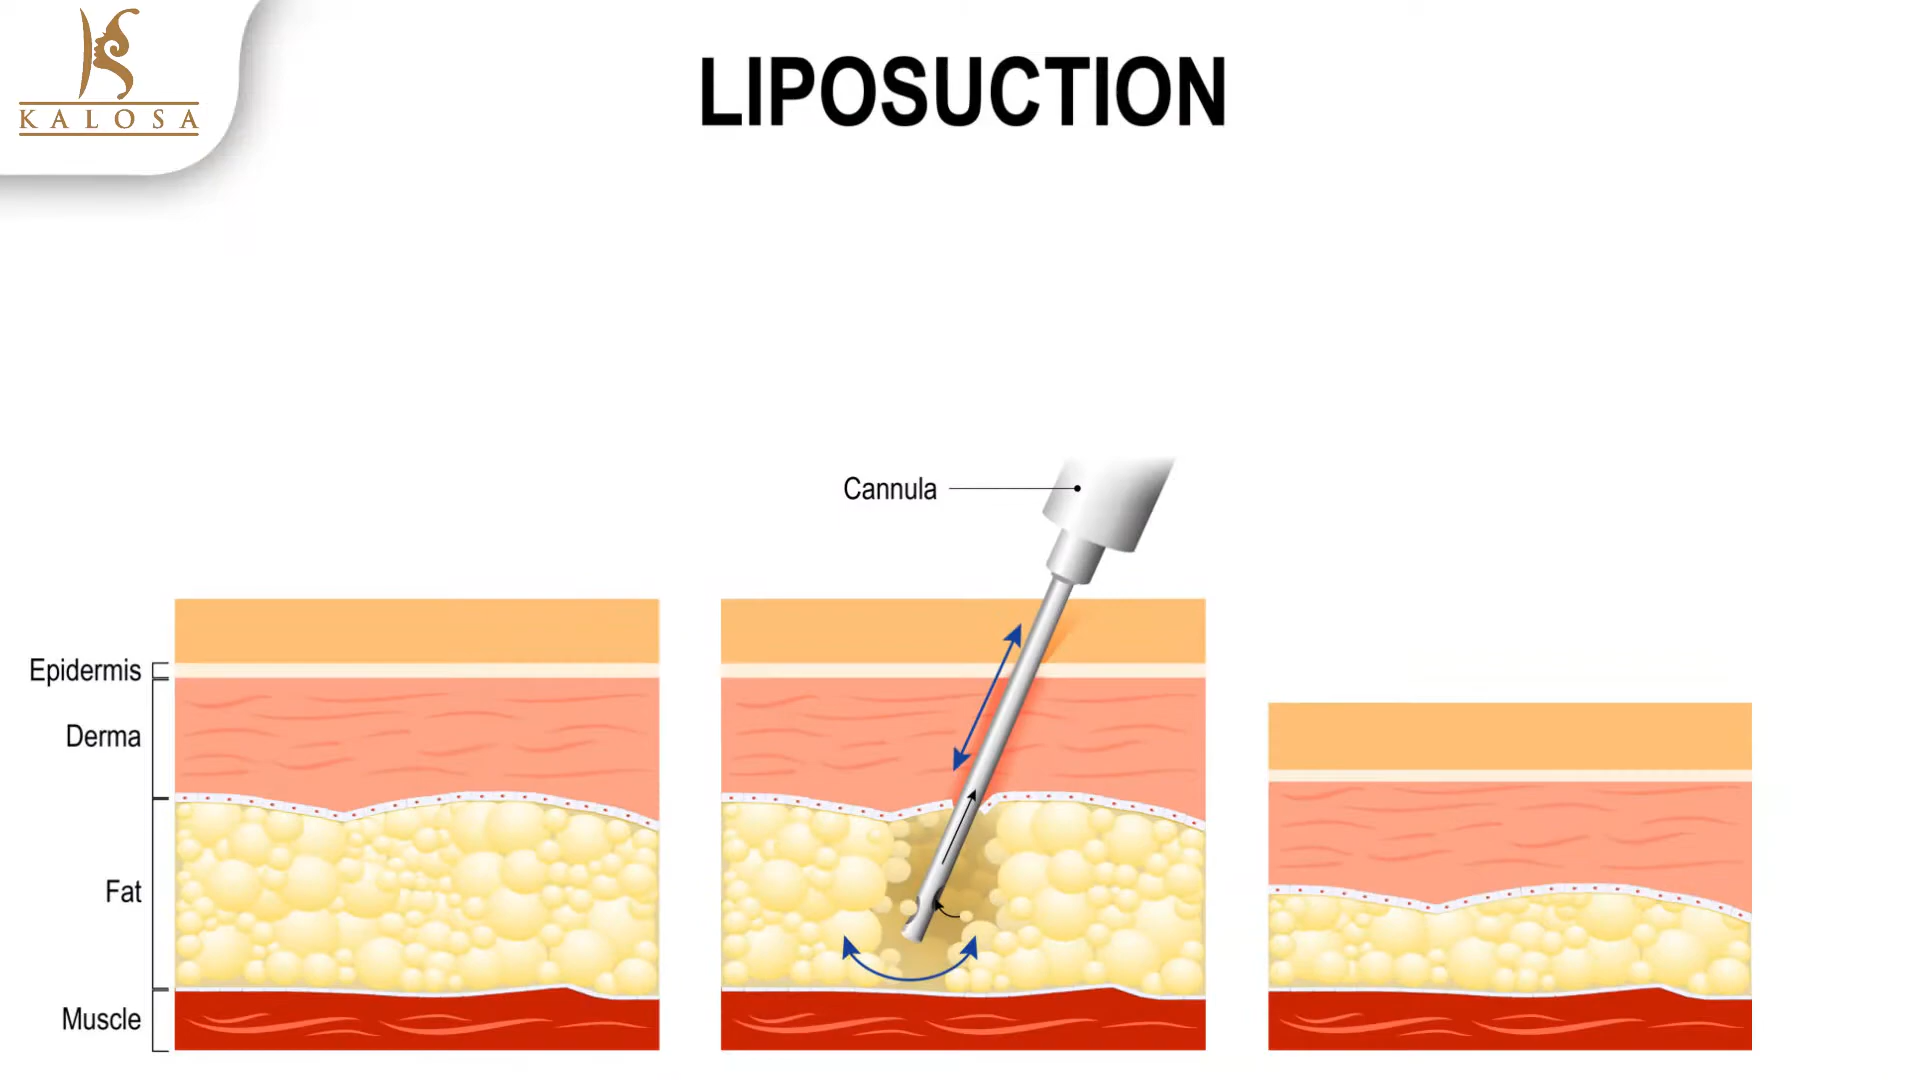 KALOSA
LIPOSUCTION
Cannula
Epidermis
Derma
Fat
Muscle